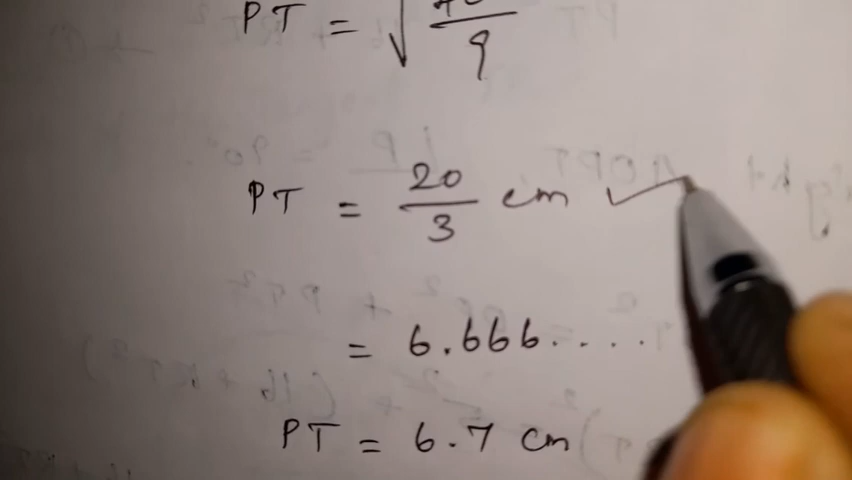 PT = √ / 9
PT = 20/3 cm ✓
= 6.666.....
PT = 6.7 cm